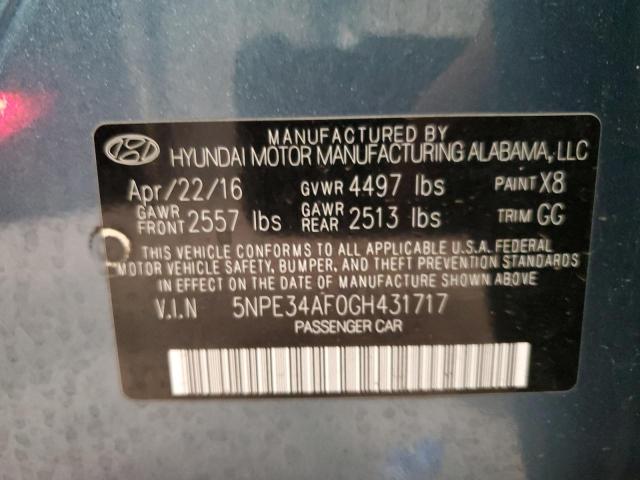 MANUFACTURED BY
HYUNDAI MOTOR MANUFACTURING ALABAMA, LLC
Apr/22/16 GVWR 4497 lbs PAINT X8
GAWR FRONT 2557 lbs GAWR REAR 2513 lbs TRIM GG
THIS VEHICLE CONFORMS TO ALL APPLICABLE U.S.A. FEDERAL
MOTOR VEHICLE SAFETY, BUMPER, AND THEFT PREVENTION STANDARDS
IN EFFECT ON THE DATE OF MANUFACTURE SHOWN ABOVE
V.I.N 5NPE34AF0GH431717
PASSENGER CAR